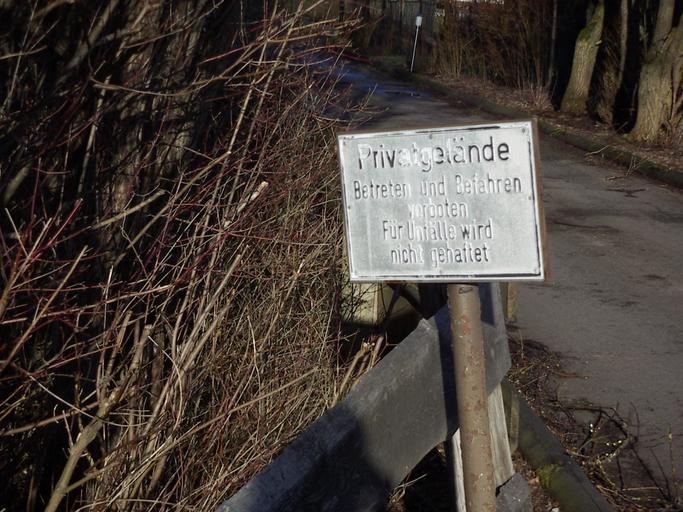 Privatgelände
Betreten und Befahren
verboten
Für Unfälle wird
nicht gehaftet